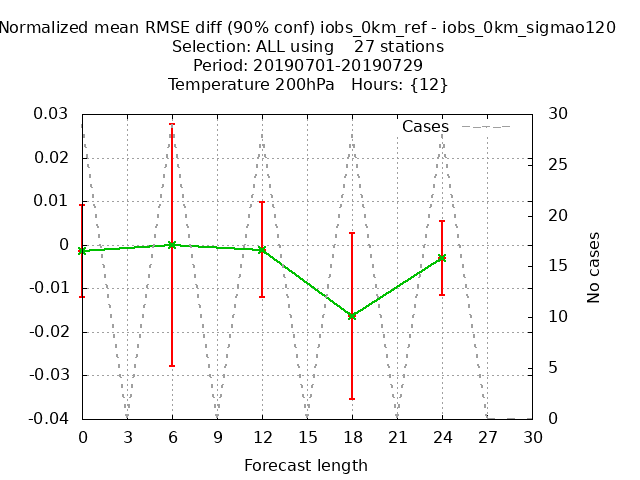 Normalized mean RMSE diff (90% conf) iobs_0km_ref - iobs_0km_sigmao120
Selection: ALL using    27 stations
Period: 20190701-20190729
Temperature 200hPa   Hours: {12}
Cases
0.03
0.02
0.01
0
-0.01
-0.02
-0.03
-0.04
30
25
20
15
10
5
0
No cases
0 3 6 9 12 15 18 21 24 27 30
Forecast length